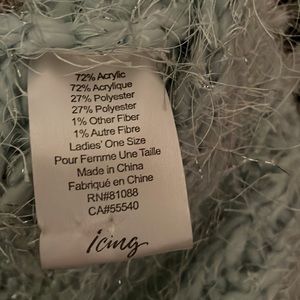 72% Acrylic
72% Acrylique
27% Polyester
27% Polyester
1% Other Fiber
1% Autre Fibre
Ladies' One Size
Pour Femme Une Taille
Made in China
Fabriqué en Chine
RN#81088
CA#55540
icing